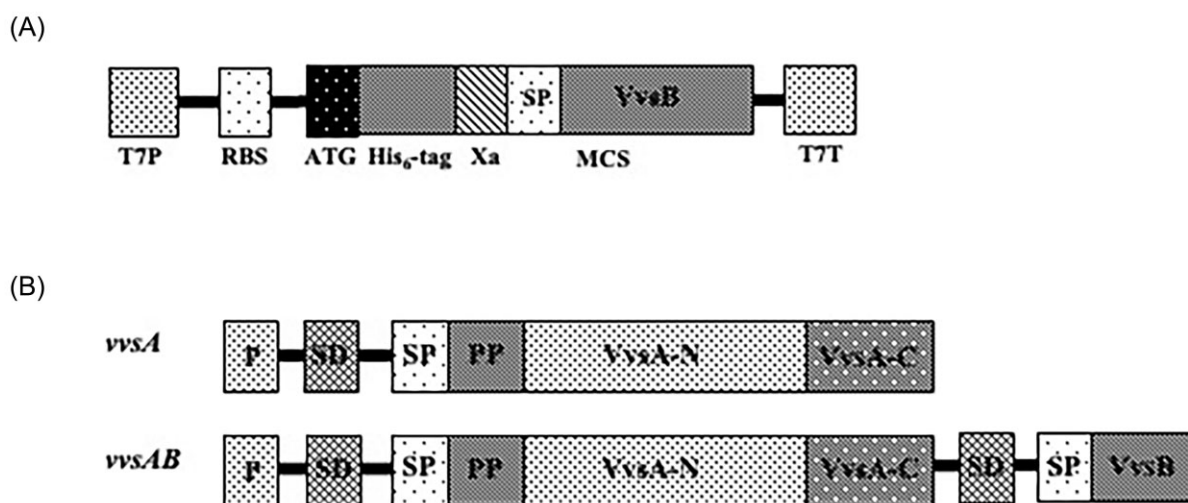 (A)
SP VvsB
T7P RBS ATG His₆-tag Xa MCS T7T
(B)
vvsA P SD SP PP VvsA-N VvsA-C
vvsAB P SD SP PP VvsA-N VvsA-C SD SP VvsB